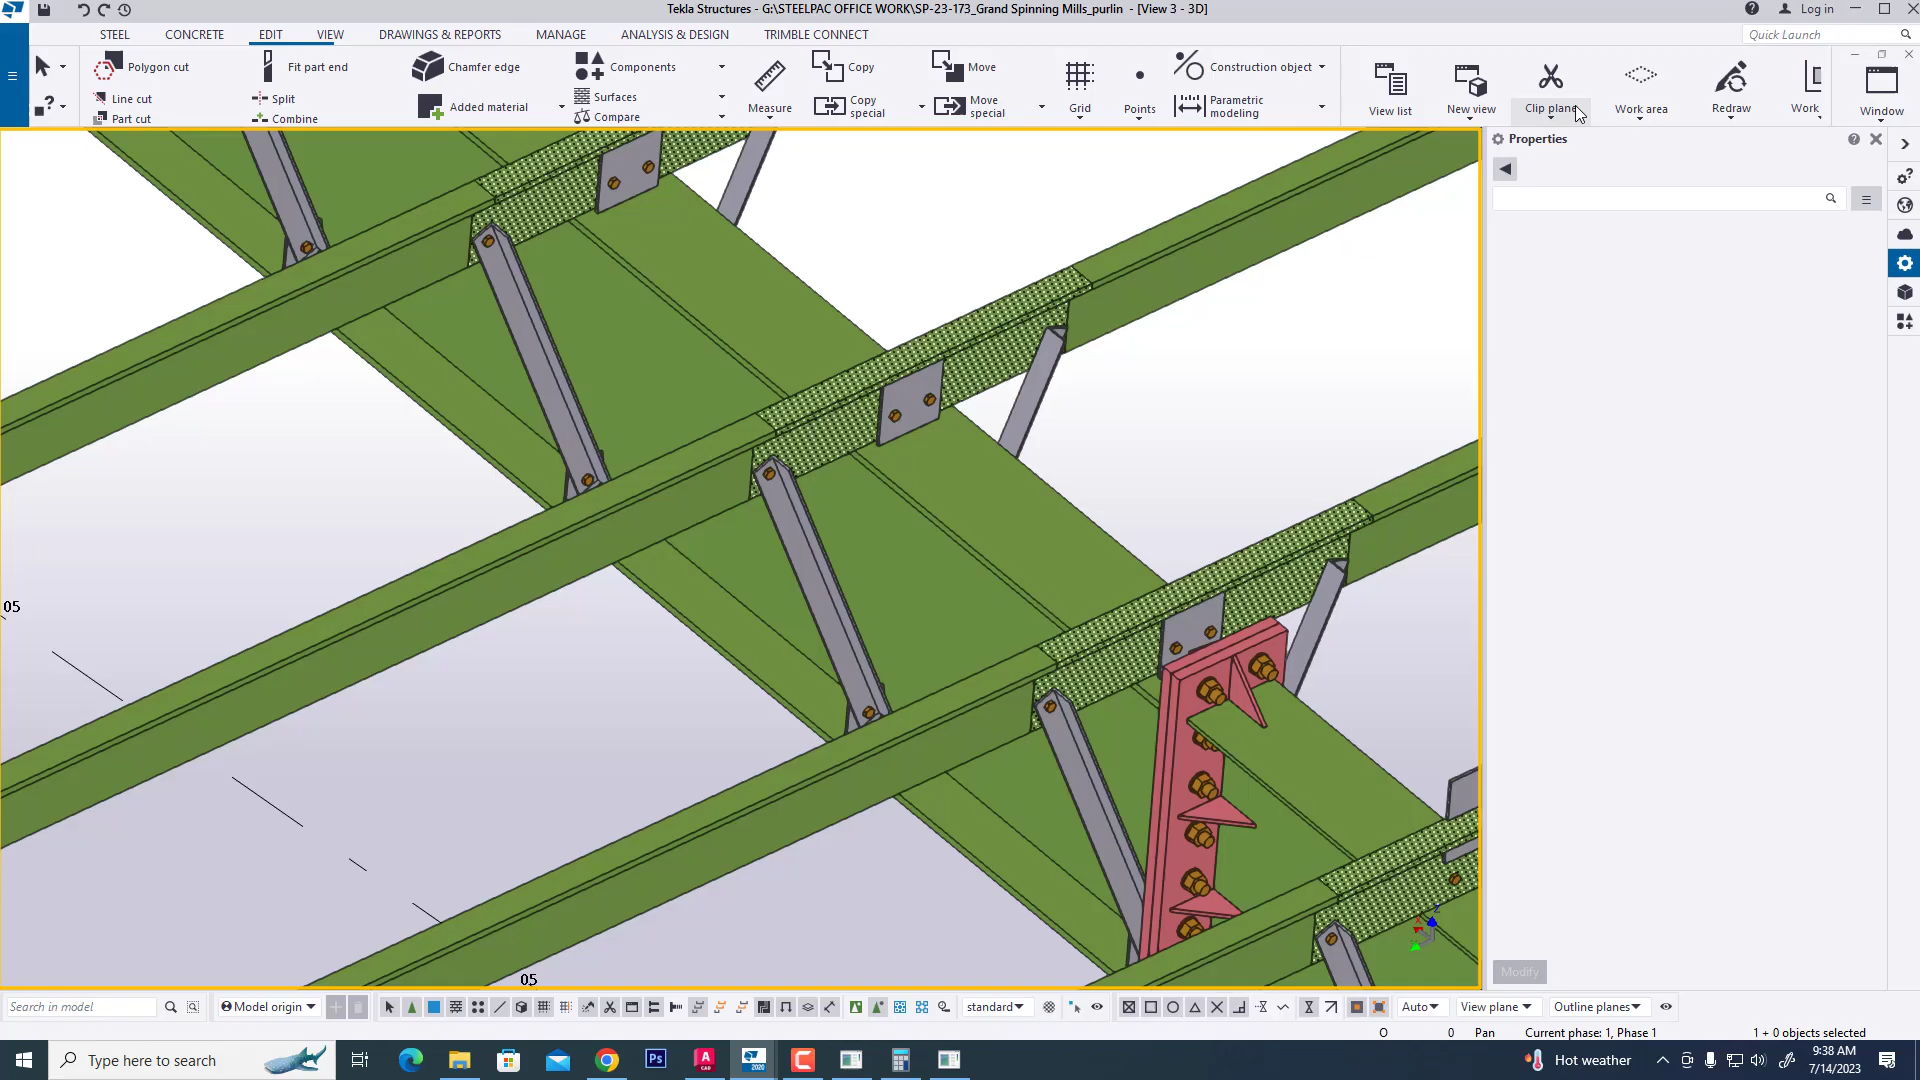 Tekla Structures - G:\STEELPAC OFFICE WORK\SP-23-173_Grand Spinning Mills_purlin - [View 3 - 3D]
Log in
STEEL CONCRETE EDIT VIEW DRAWINGS & REPORTS MANAGE ANALYSIS & DESIGN TRIMBLE CONNECT
Quick Launch
Polygon cut
Line cut
Part cut
Fit part end
Split
Combine
Chamfer edge
Added material
Components
Surfaces
Compare
Measure
Copy
Copy special
Move
Move special
Grid
Points
Construction object
Parametric modeling
View list
New view
Clip plane
Work area
Redraw
Work
Window
Properties
05
05
Z
Modify
Search in model
Model origin
standard
Auto
View plane
Outline planes
O
0
Pan
Current phase: 1, Phase 1
1 + 0 objects selected
Type here to search
Ps
A
CAD
2020
Hot weather
9:38 AM
7/14/2023